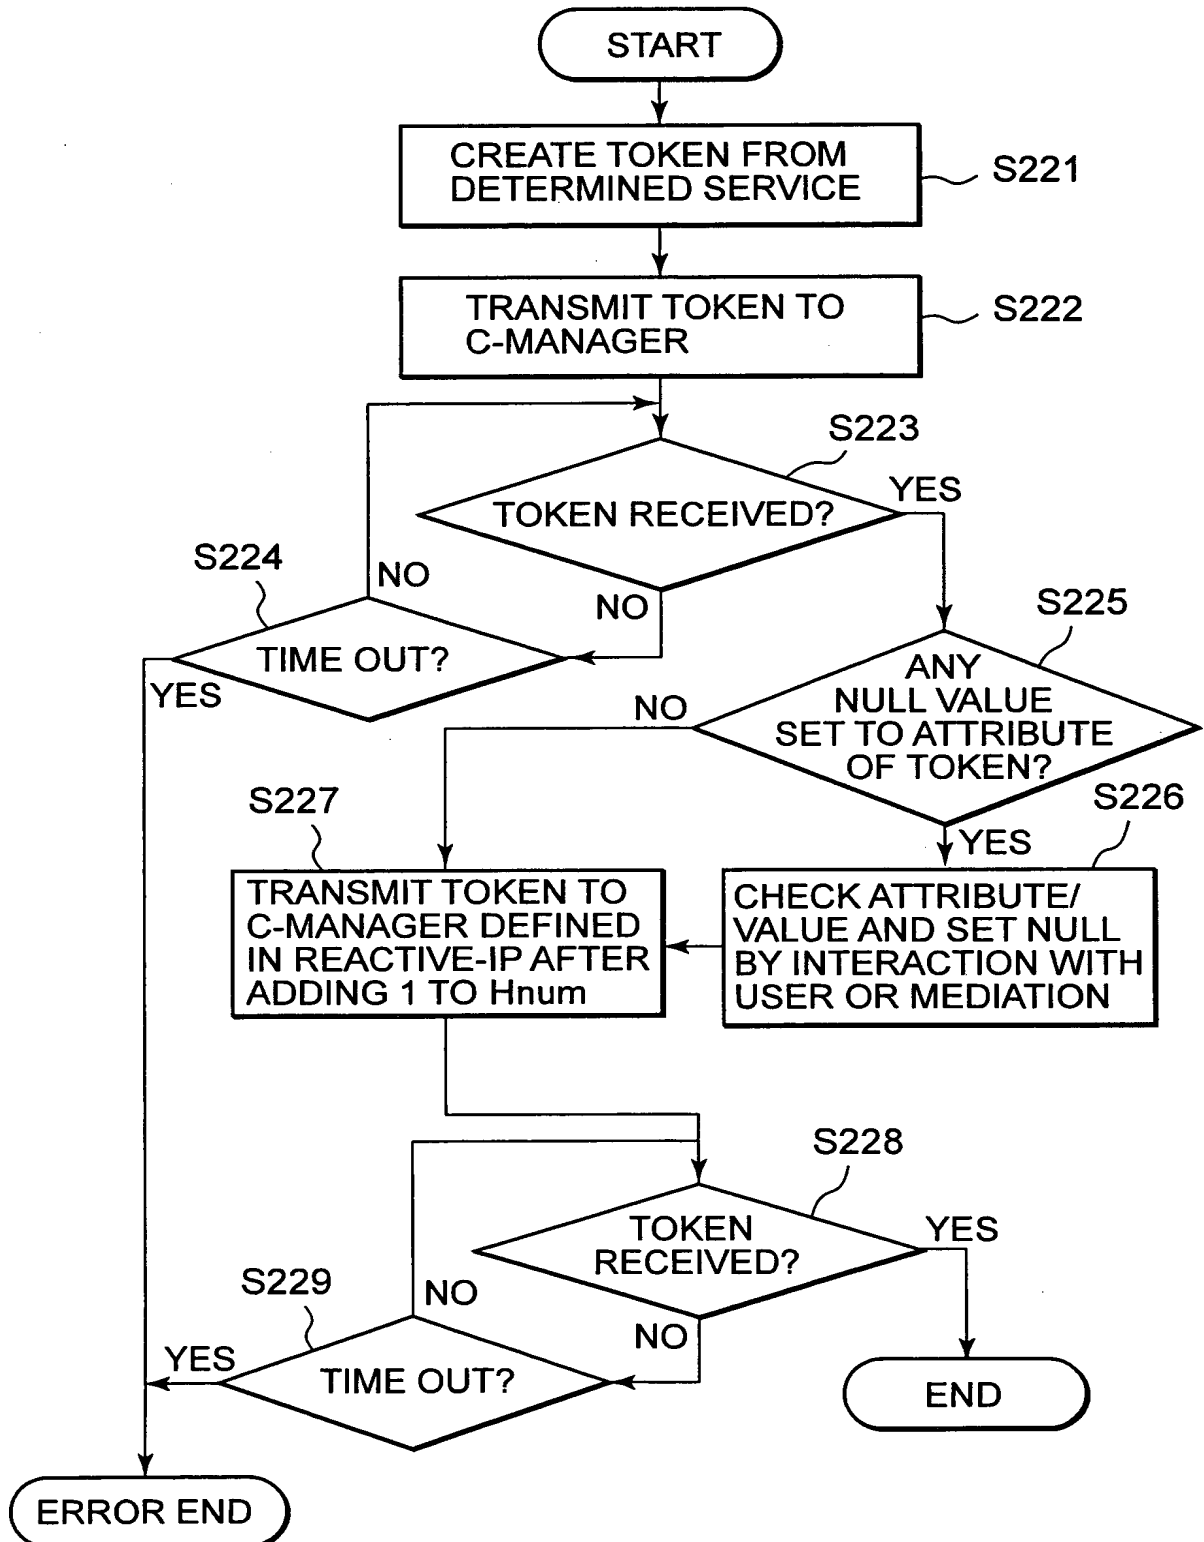 START
CREATE TOKEN FROM
DETERMINED SERVICE
S221
TRANSMIT TOKEN TO
C-MANAGER
S222
S223
TOKEN RECEIVED?
YES
NO
S224
NO
TIME OUT?
YES
S225
ANY
NULL VALUE
SET TO ATTRIBUTE
OF TOKEN?
NO
YES
S226
CHECK ATTRIBUTE/
VALUE AND SET NULL
BY INTERACTION WITH
USER OR MEDIATION
S227
TRANSMIT TOKEN TO
C-MANAGER DEFINED
IN REACTIVE-IP AFTER
ADDING 1 TO Hnum
S228
TOKEN
RECEIVED?
YES
NO
S229
NO
TIME OUT?
YES
END
ERROR END